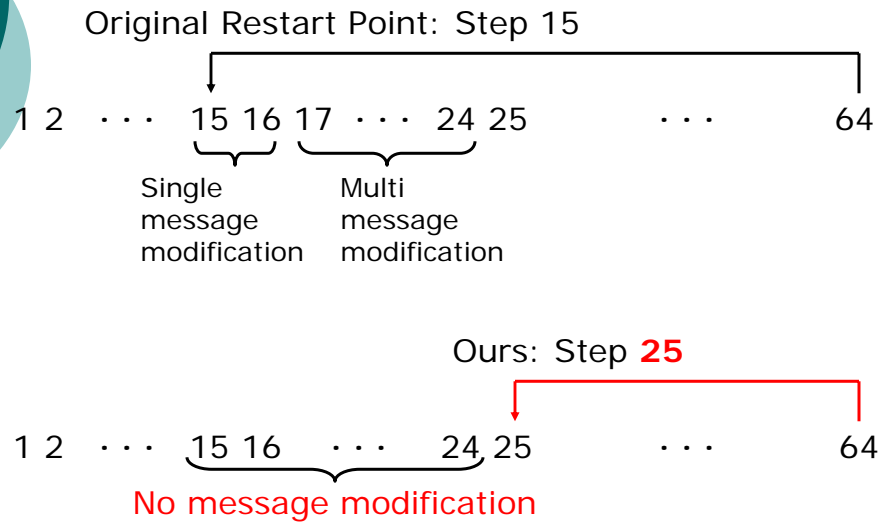 Original Restart Point: Step 15
1 2 ··· 15 16 17 ··· 24 25 ··· 64
Single message modification
Multi message modification
Ours: Step 25
1 2 ··· 15 16 ··· 24 25 ··· 64
No message modification